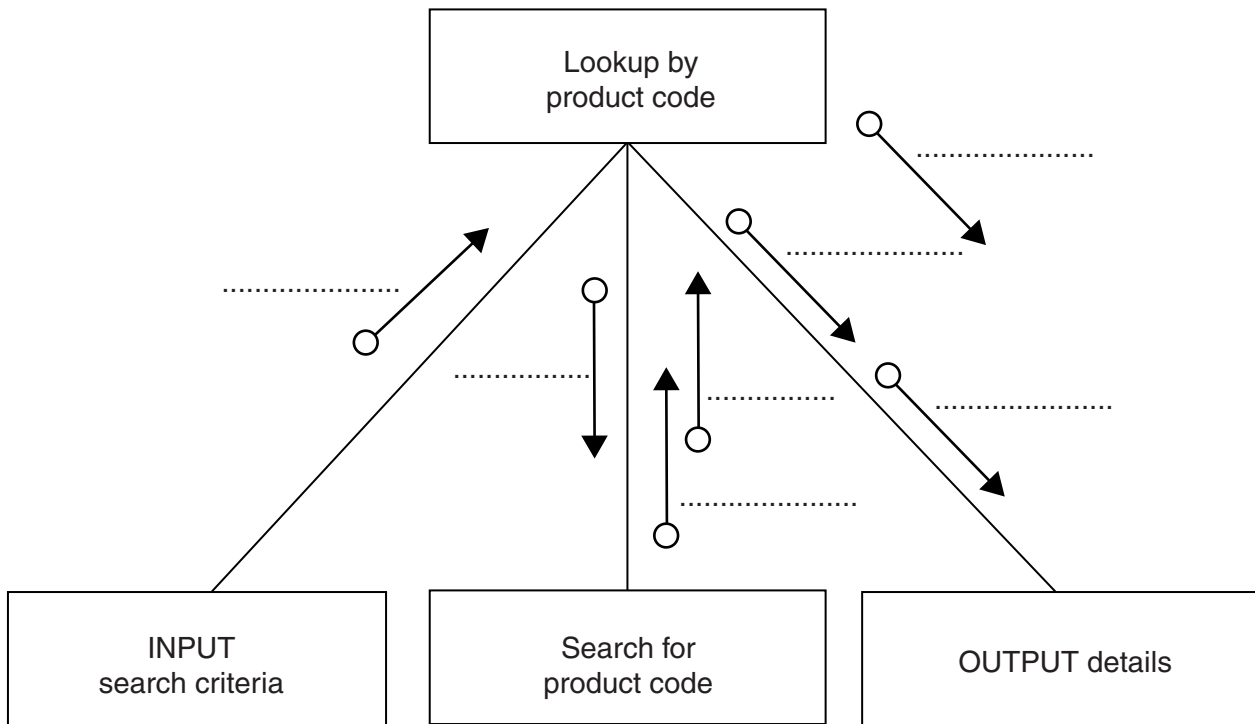 Lookup by
product code
INPUT
search criteria
Search for
product code
OUTPUT details